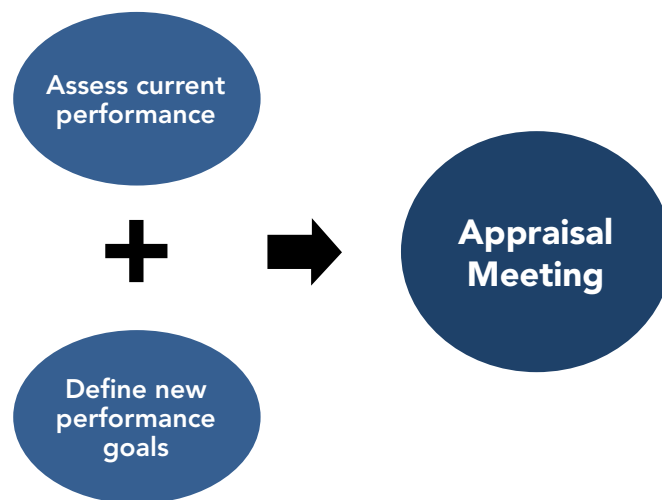 Assess current
performance
Appraisal
Meeting
Define new
performance
goals